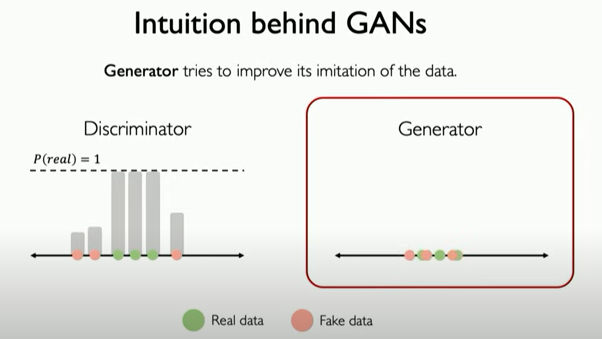 Intuition behind GANs
Generator tries to improve its imitation of the data.
Discriminator
P(real) = 1
Generator
Real data
Fake data